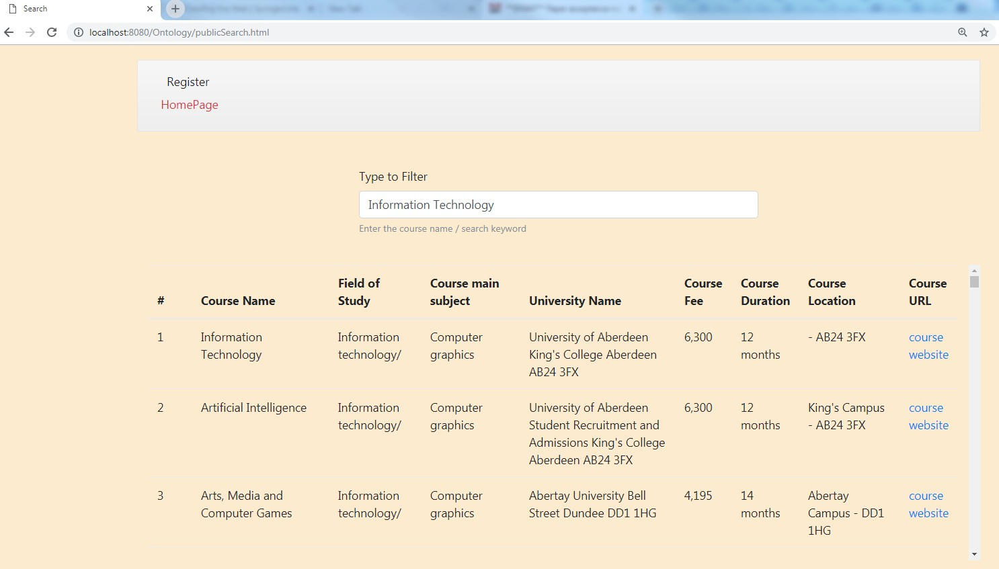 Search
localhost:8080/Ontology/publicSearch.html
Register
HomePage
Type to Filter
Information Technology
Enter the course name / search keyword
# Course Name Field of Study Course main subject University Name Course Fee Course Duration Course Location Course URL
1 Information Technology Information technology/ Computer graphics University of Aberdeen King's College Aberdeen AB24 3FX 6,300 12 months - AB24 3FX course website
2 Artificial Intelligence Information technology/ Computer graphics University of Aberdeen Student Recruitment and Admissions King's College Aberdeen AB24 3FX 6,300 12 months King's Campus - AB24 3FX course website
3 Arts, Media and Computer Games Information technology/ Computer graphics Abertay University Bell Street Dundee DD1 1HG 4,195 14 months Abertay Campus - DD1 1HG course website